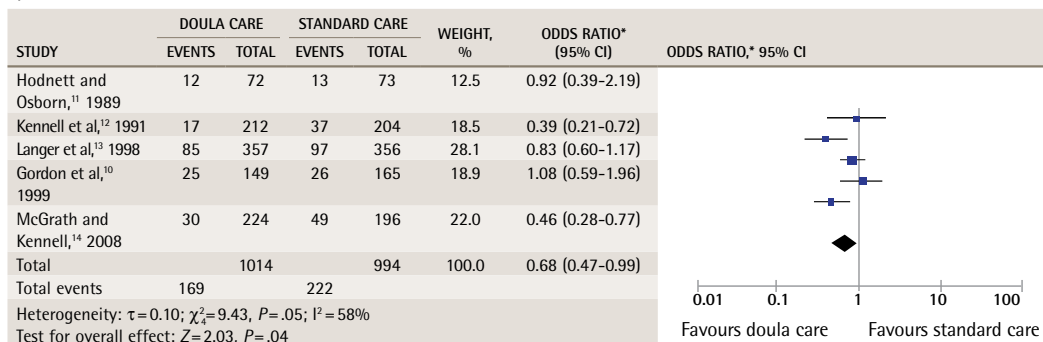 DOULA CARE STANDARD CARE
STUDY EVENTS TOTAL EVENTS TOTAL WEIGHT, % ODDS RATIO* (95% CI) ODDS RATIO,* 95% CI
Hodnett and Osborn,¹¹ 1989 12 72 13 73 12.5 0.92 (0.39-2.19)
Kennell et al,¹² 1991 17 212 37 204 18.5 0.39 (0.21-0.72)
Langer et al,¹³ 1998 85 357 97 356 28.1 0.83 (0.60-1.17)
Gordon et al,¹⁰ 1999 25 149 26 165 18.9 1.08 (0.59-1.96)
McGrath and Kennell,¹⁴ 2008 30 224 49 196 22.0 0.46 (0.28-0.77)
Total 1014 994 100.0 0.68 (0.47-0.99)
Total events 169 222
Heterogeneity: τ=0.10; χ²₄=9.43, P=.05; I²=58%
Test for overall effect: Z=2.03, P=.04
0.01 0.1 1 10 100
Favours doula care Favours standard care